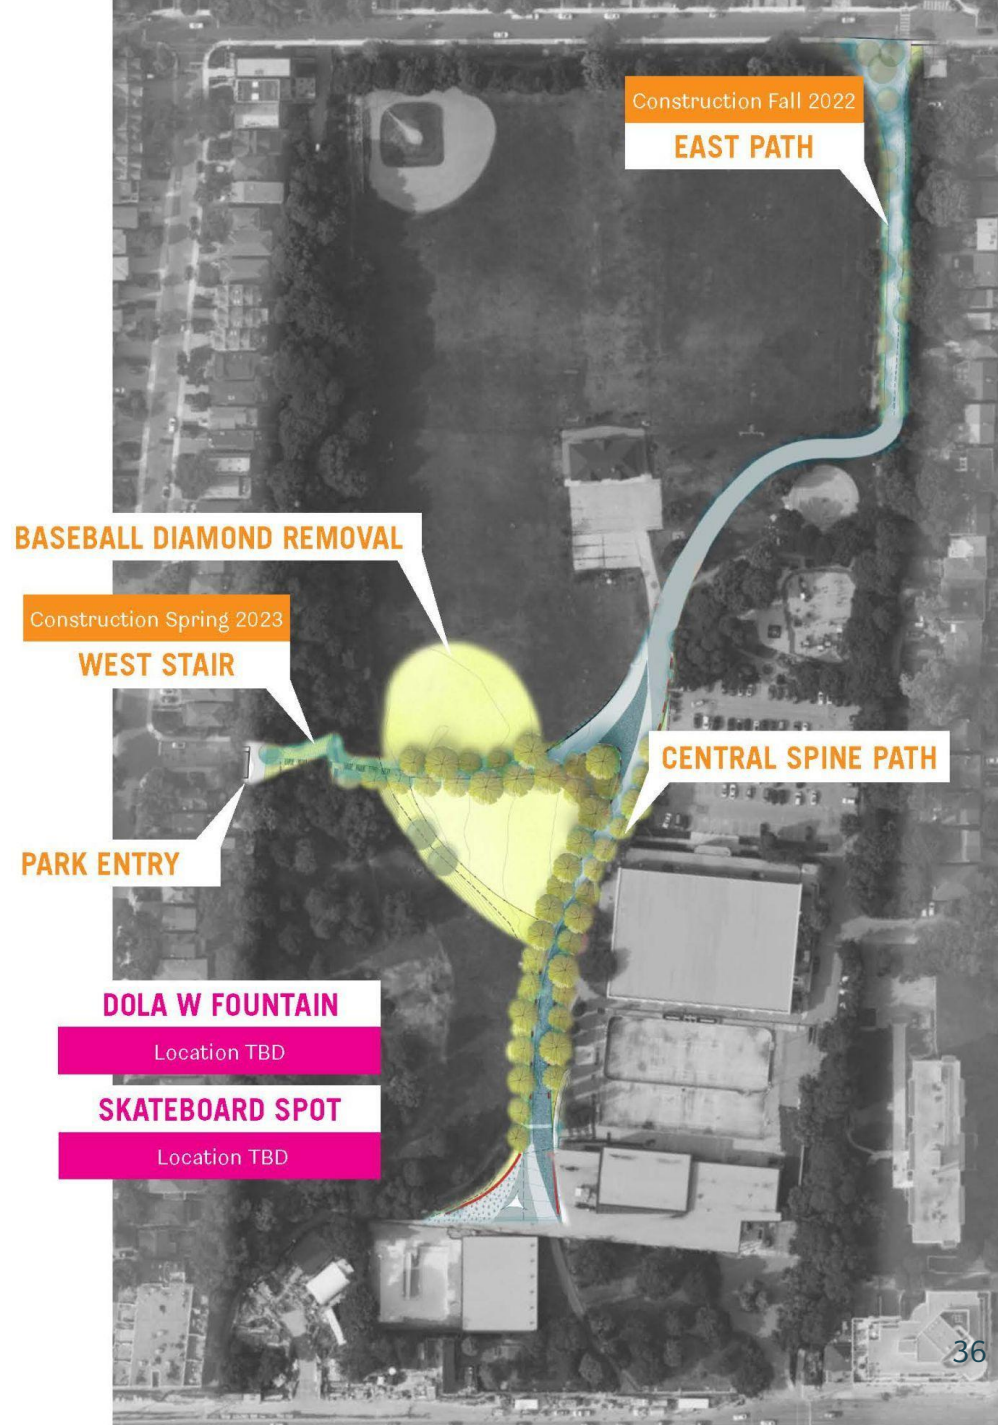 Construction Fall 2022
EAST PATH
BASEBALL DIAMOND REMOVAL
Construction Spring 2023
WEST STAIR
CENTRAL SPINE PATH
PARK ENTRY
DOLA W FOUNTAIN
Location TBD
SKATEBOARD SPOT
Location TBD
36